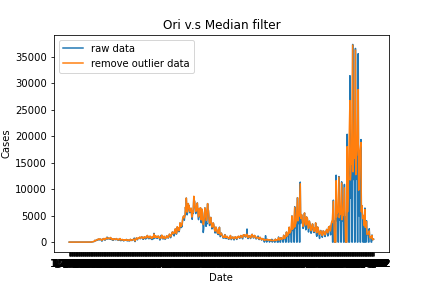 Ori v.s Median filter
raw data
remove outlier data
35000
30000
25000
20000
15000
10000
5000
0
Cases
Date